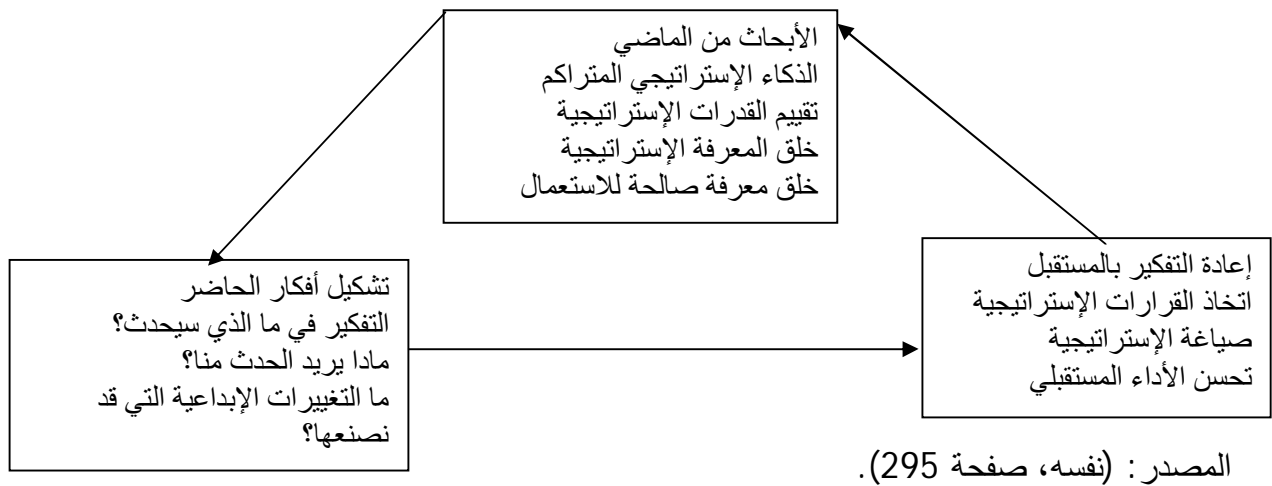 الأبحاث من الماضي
الذكاء الإستراتيجي المتراكم
تقييم القدرات الإستراتيجية
خلق المعرفة الإستراتيجية
خلق معرفة صالحة للاستعمال
إعادة التفكير بالمستقبل
اتخاذ القرارات الإستراتيجية
صياغة الإستراتيجية
تحسن الأداء المستقبلي
تشكيل أفكار الحاضر
التفكير في ما الذي سيحدث؟
مادا يريد الحدث منا؟
ما التغييرات الإبداعية التي قد
نصنعها؟
المصدر: (نفسه، صفحة 295).